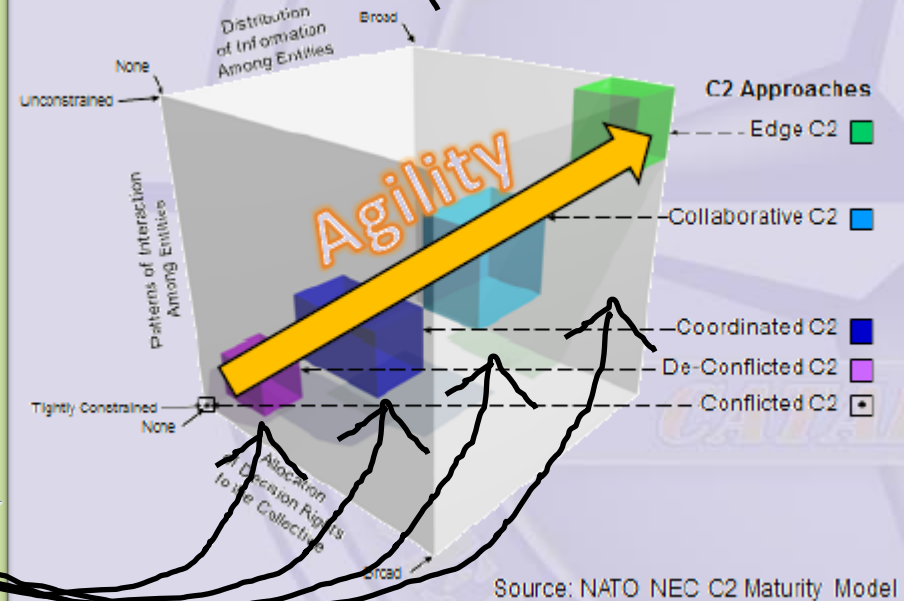 Distribution
of Information
Among Entities
Broad
None
Unconstrained
C2 Approaches
Edge C2
Agility
Patterns of Interaction
Among Entities
Collaborative C2
Coordinated C2
De-Conflicted C2
Conflicted C2
Tightly Constrained
None
Allocation
of Decision Rights
to the Collective
Broad
Source: NATO NEC C2 Maturity Model